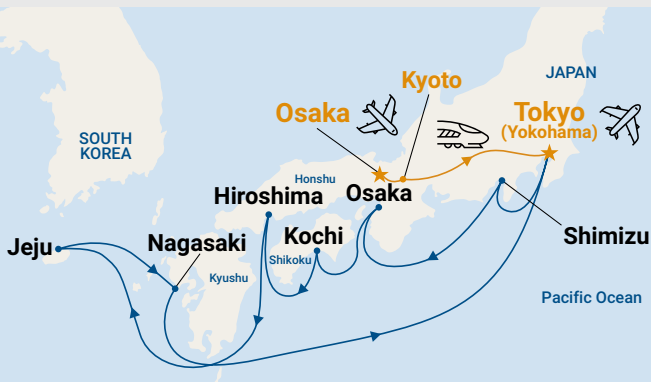 JAPAN
Kyoto
Osaka
Tokyo
(Yokohama)
SOUTH
KOREA
Honshu
Hiroshima
Osaka
Shimizu
Kochi
Nagasaki
Jeju
Shikoku
Kyushu
Pacific Ocean